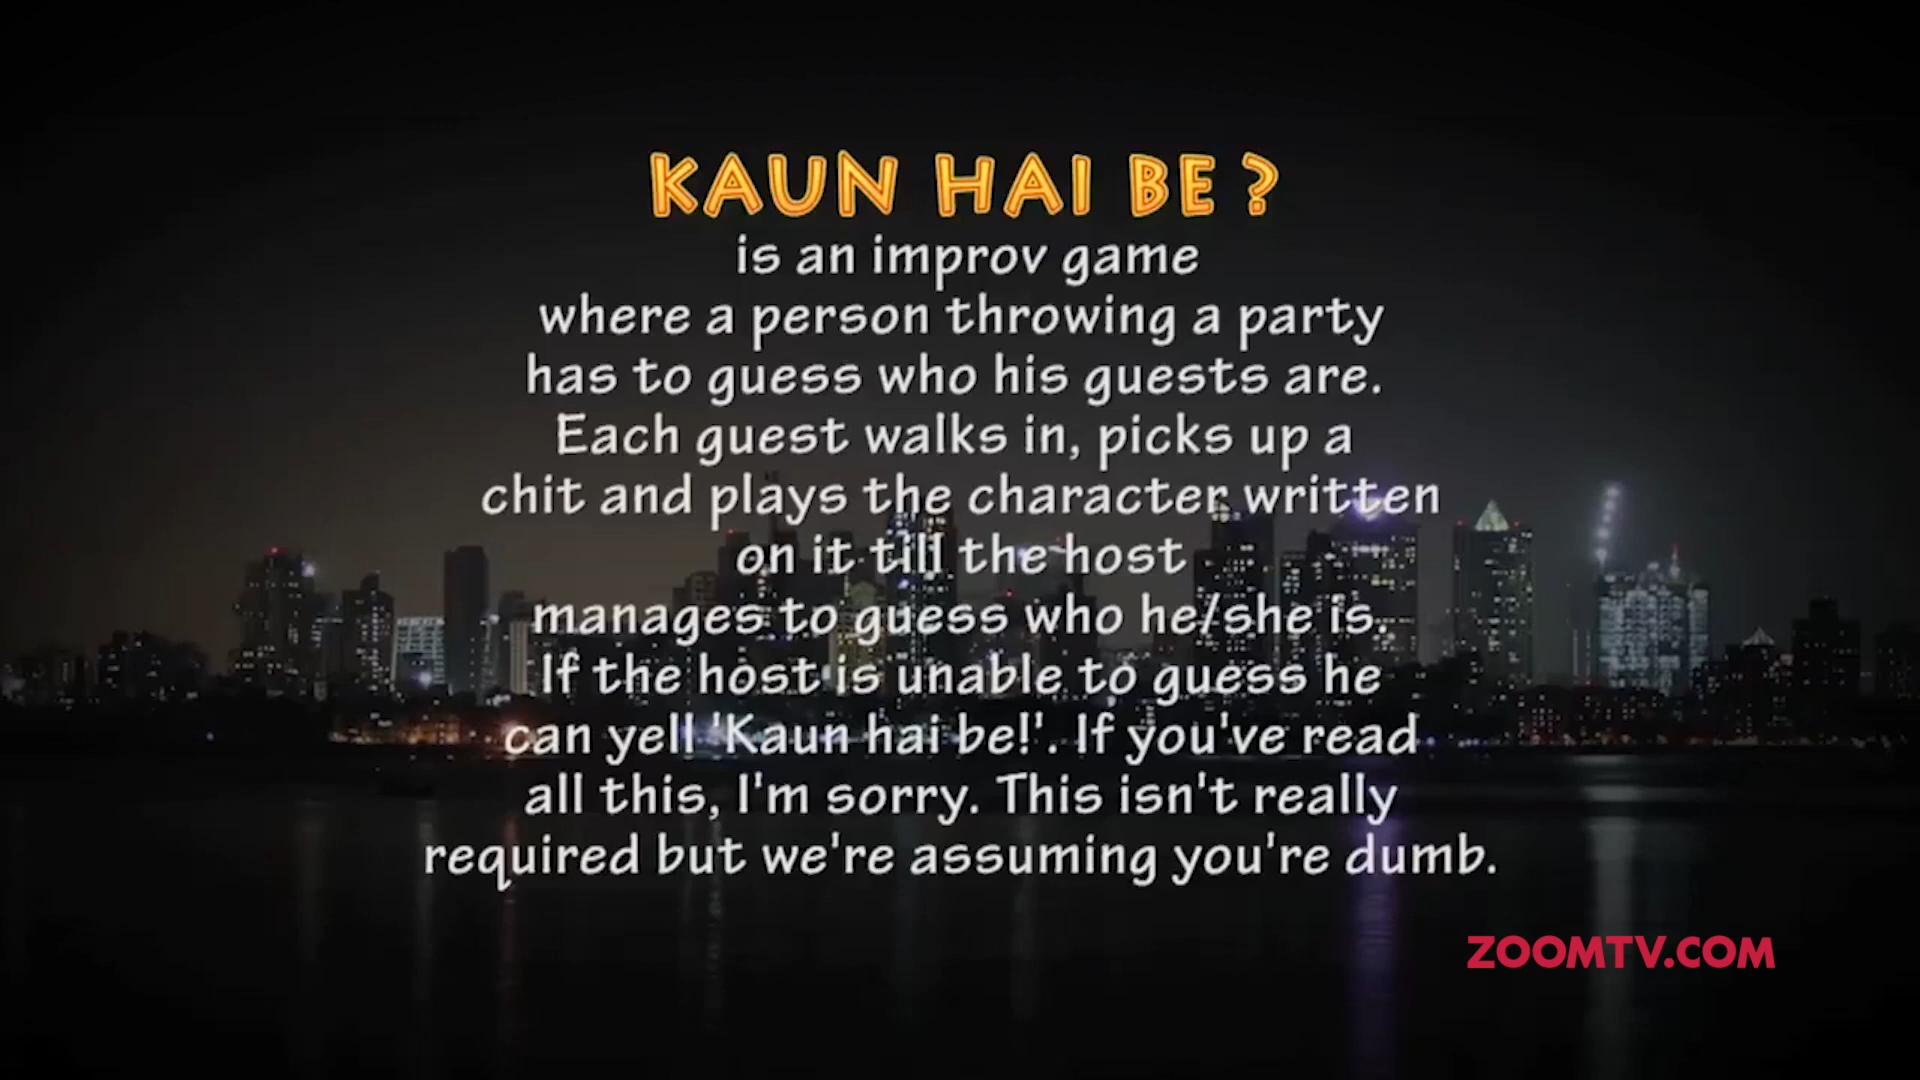 KAUN HAI BE ?
is an improv game
where a person throwing a party
has to guess who his guests are.
Each guest walks in, picks up a
chit and plays the character written
on it till the host
manages to guess who he/she is.
If the host is unable to guess he
can yell 'Kaun hai be!'. If you've read
all this, I'm sorry. This isn't really
required but we're assuming you're dumb.
ZOOMTV.COM